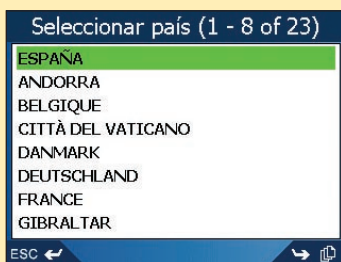 Seleccionar país (1 - 8 of 23)
ESPAÑA
ANDORRA
BELGIQUE
CITTÀ DEL VATICANO
DANMARK
DEUTSCHLAND
FRANCE
GIBRALTAR
ESC